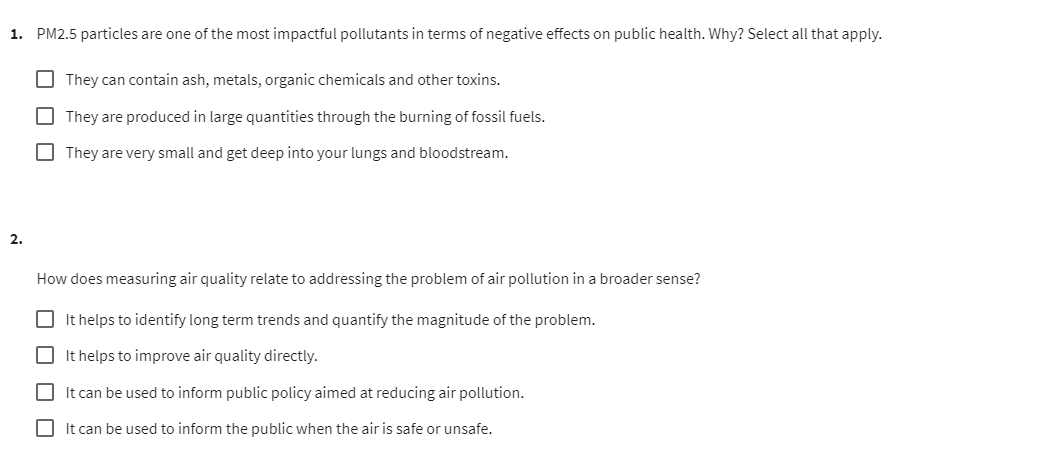 1. PM2.5 particles are one of the most impactful pollutants in terms of negative effects on public health. Why? Select all that apply.
They can contain ash, metals, organic chemicals and other toxins.
They are produced in large quantities through the burning of fossil fuels.
They are very small and get deep into your lungs and bloodstream.
2.
How does measuring air quality relate to addressing the problem of air pollution in a broader sense?
It helps to identify long term trends and quantify the magnitude of the problem.
It helps to improve air quality directly.
It can be used to inform public policy aimed at reducing air pollution.
It can be used to inform the public when the air is safe or unsafe.